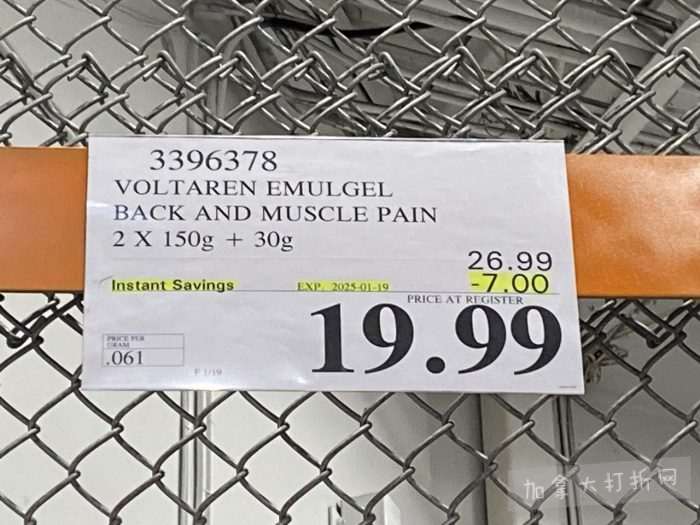 3396378
VOLTAREN EMULGEL
BACK AND MUSCLE PAIN
2 X 150g + 30g
26.99
Instant Savings EXP. 2025-01-19 -7.00
PRICE AT REGISTER
19.99
PRICE PER
GRAM
.061
F 1/19
加拿大打折网